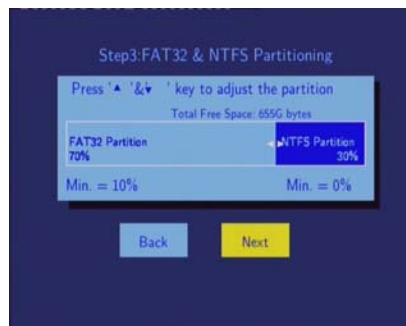 Step3:FAT32 & NTFS Partitioning
Press '▲ '&'▼ ' key to adjust the partition
Total Free Space: 655G bytes
FAT32 Partition
70%
NTFS Partition
30%
Min. = 10%
Min. = 0%
Back
Next